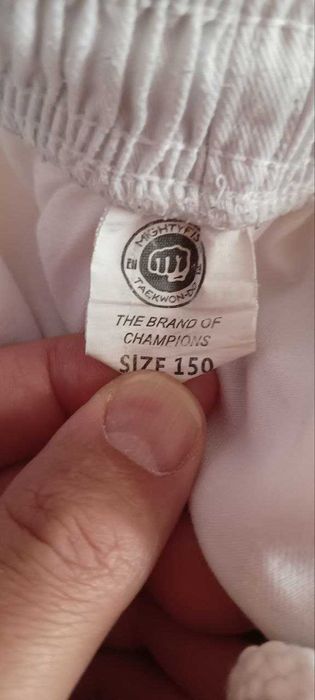 MIGHTYFIST
TAEKWON-DO
THE BRAND OF
CHAMPIONS
SIZE 150